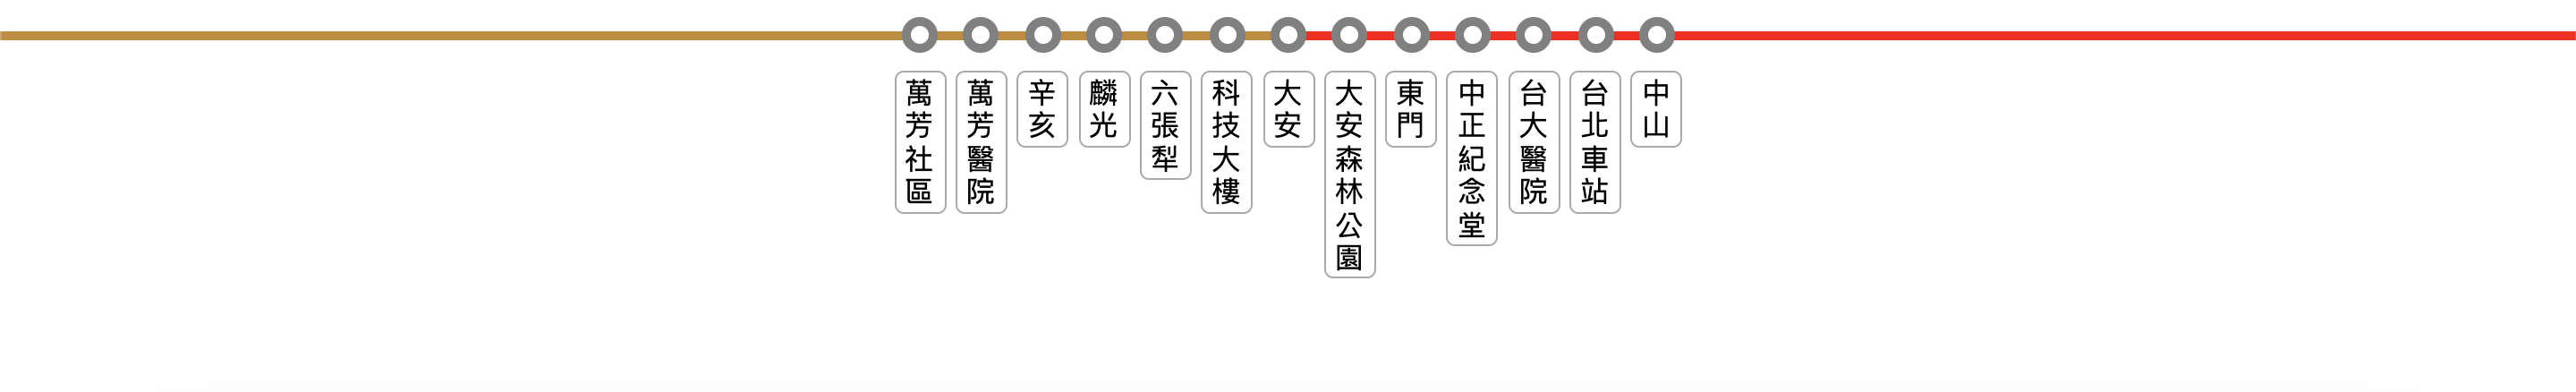 萬芳社區
萬芳醫院
辛亥
麟光
六張犁
科技大樓
大安
大安森林公園
東門
中正紀念堂
台大醫院
台北車站
中山